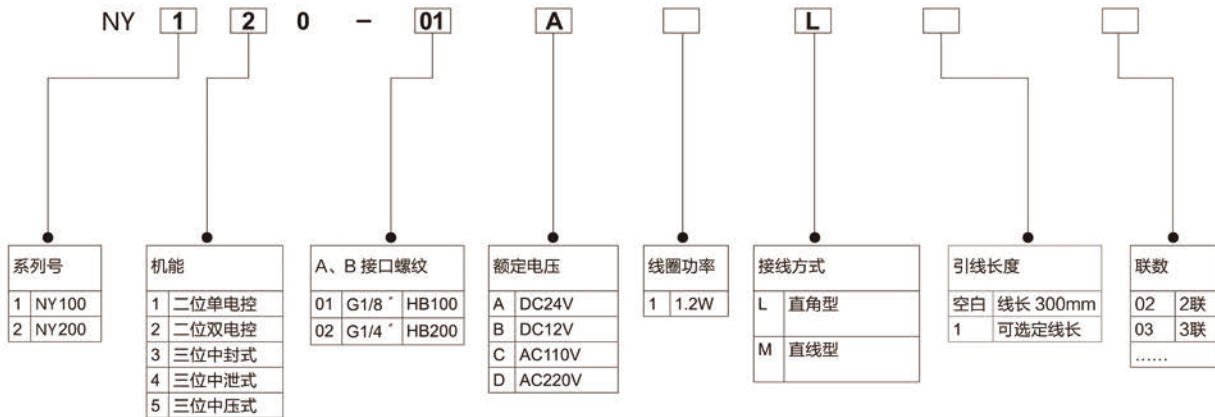 NY 1 2 0 – 01 A L
系列号
1 NY100
2 NY200
机能
1 二位单电控
2 二位双电控
3 三位中封式
4 三位中泄式
5 三位中压式
A、B 接口螺纹
01 G1/8 ″ HB100
02 G1/4 ″ HB200
额定电压
A DC24V
B DC12V
C AC110V
D AC220V
线圈功率
1 1.2W
接线方式
L 直角型
M 直线型
引线长度
空白 线长 300mm
1 可选定线长
联数
02 2联
03 3联
……